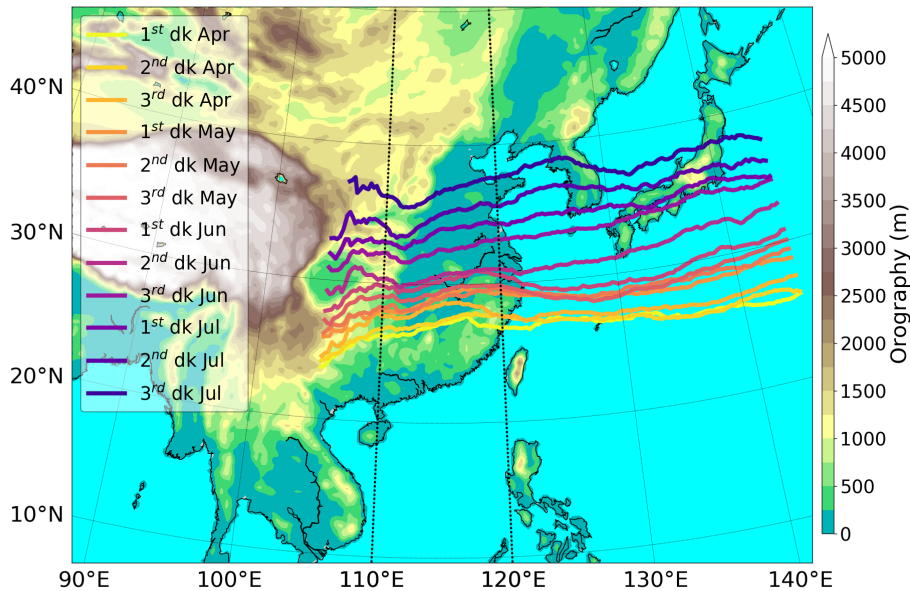 1st dk Apr
2nd dk Apr
3rd dk Apr
1st dk May
2nd dk May
3rd dk May
1st dk Jun
2nd dk Jun
3rd dk Jun
1st dk Jul
2nd dk Jul
3rd dk Jul
40°N
30°N
20°N
10°N
90°E
100°E
110°E
120°E
130°E
140°E
5000
4500
4000
3500
3000
2500
2000
1500
1000
500
0
Orography (m)